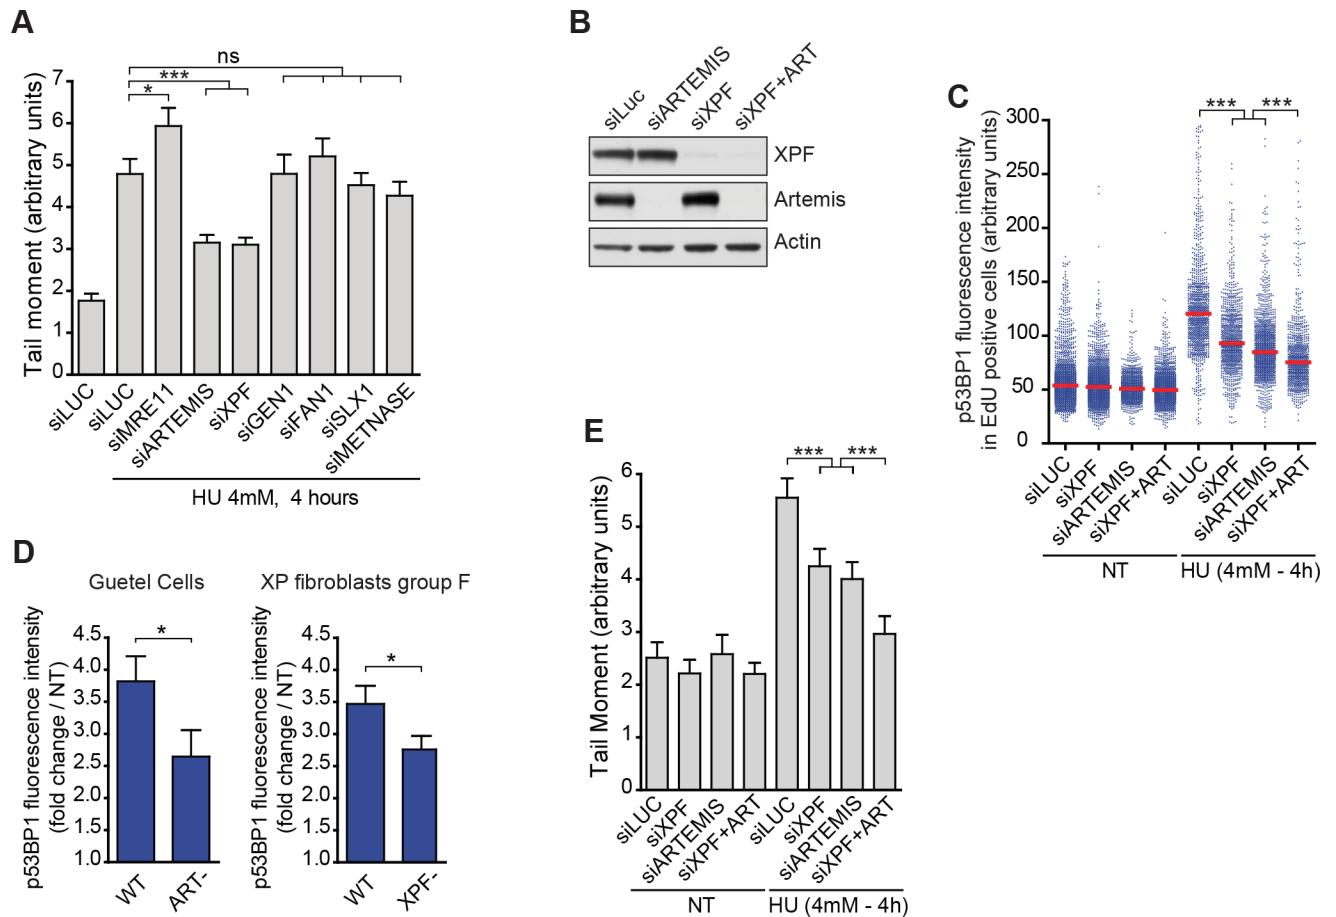 A
Tail moment (arbitrary units)
7
6
5
4
3
2
1
0
ns
***
*
siLUC
siLUC
siMRE11
siARTEMIS
siXPF
siGEN1
siFAN1
siSLX1
siMETNASE
HU 4mM, 4 hours
B
siLuc
siARTEMIS
siXPF
siXPF+ART
XPF
Artemis
Actin
C
p53BP1 fluorescence intensity
in EdU positive cells (arbitrary units)
300
250
200
150
100
50
0
*** ***
siLUC
siXPF
siARTEMIS
siXPF+ART
siLUC
siXPF
siARTEMIS
siXPF+ART
NT
HU (4mM - 4h)
D
Guetel Cells
p53BP1 fluorescence intensity
(fold change / NT)
4.5
4.0
3.5
3.0
2.5
2.0
1.5
1.0
*
WT
ART-
XP fibroblasts group F
p53BP1 fluorescence intensity
(fold change / NT)
4.5
4.0
3.5
3.0
2.5
2.0
1.5
1.0
*
WT
XPF-
E
Tail Moment (arbitrary units)
6
5
4
3
2
1
0
*** ***
siLUC
siXPF
siARTEMIS
siXPF+ART
siLUC
siXPF
siARTEMIS
siXPF+ART
NT
HU (4mM - 4h)